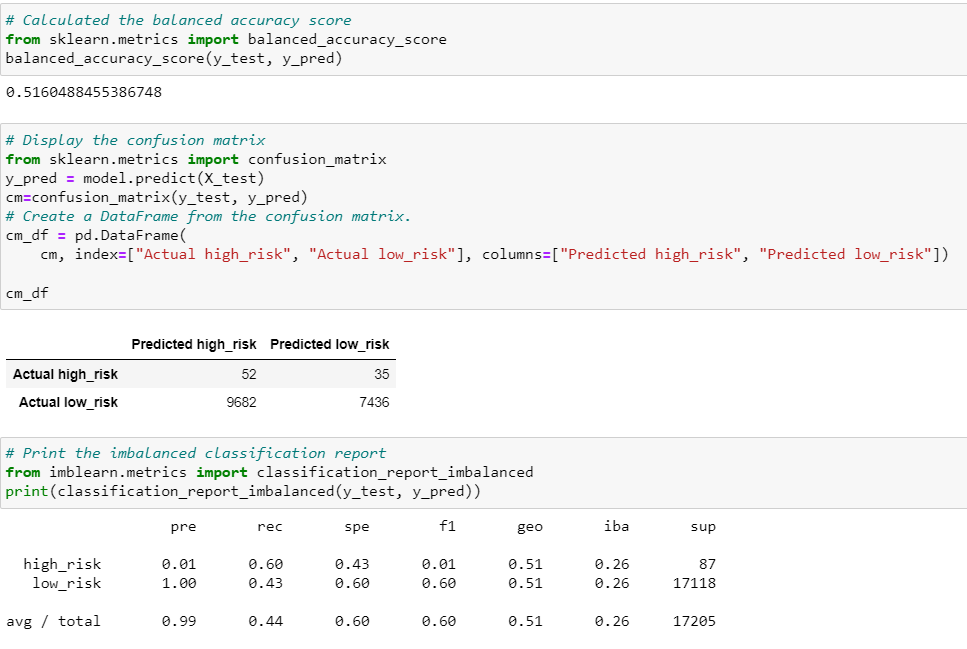 # Calculated the balanced accuracy score
from sklearn.metrics import balanced_accuracy_score
balanced_accuracy_score(y_test, y_pred)
0.5160488455386748
# Display the confusion matrix
from sklearn.metrics import confusion_matrix
y_pred = model.predict(X_test)
cm=confusion_matrix(y_test, y_pred)
# Create a DataFrame from the confusion matrix.
cm_df = pd.DataFrame(
    cm, index=["Actual high_risk", "Actual low_risk"], columns=["Predicted high_risk", "Predicted low_risk"])
cm_df
Predicted high_risk Predicted low_risk
Actual high_risk 52 35
Actual low_risk 9682 7436
# Print the imbalanced classification report
from imblearn.metrics import classification_report_imbalanced
print(classification_report_imbalanced(y_test, y_pred))
pre rec spe f1 geo iba sup
high_risk 0.01 0.60 0.43 0.01 0.51 0.26 87
low_risk 1.00 0.43 0.60 0.60 0.51 0.26 17118
avg / total 0.99 0.44 0.60 0.60 0.51 0.26 17205